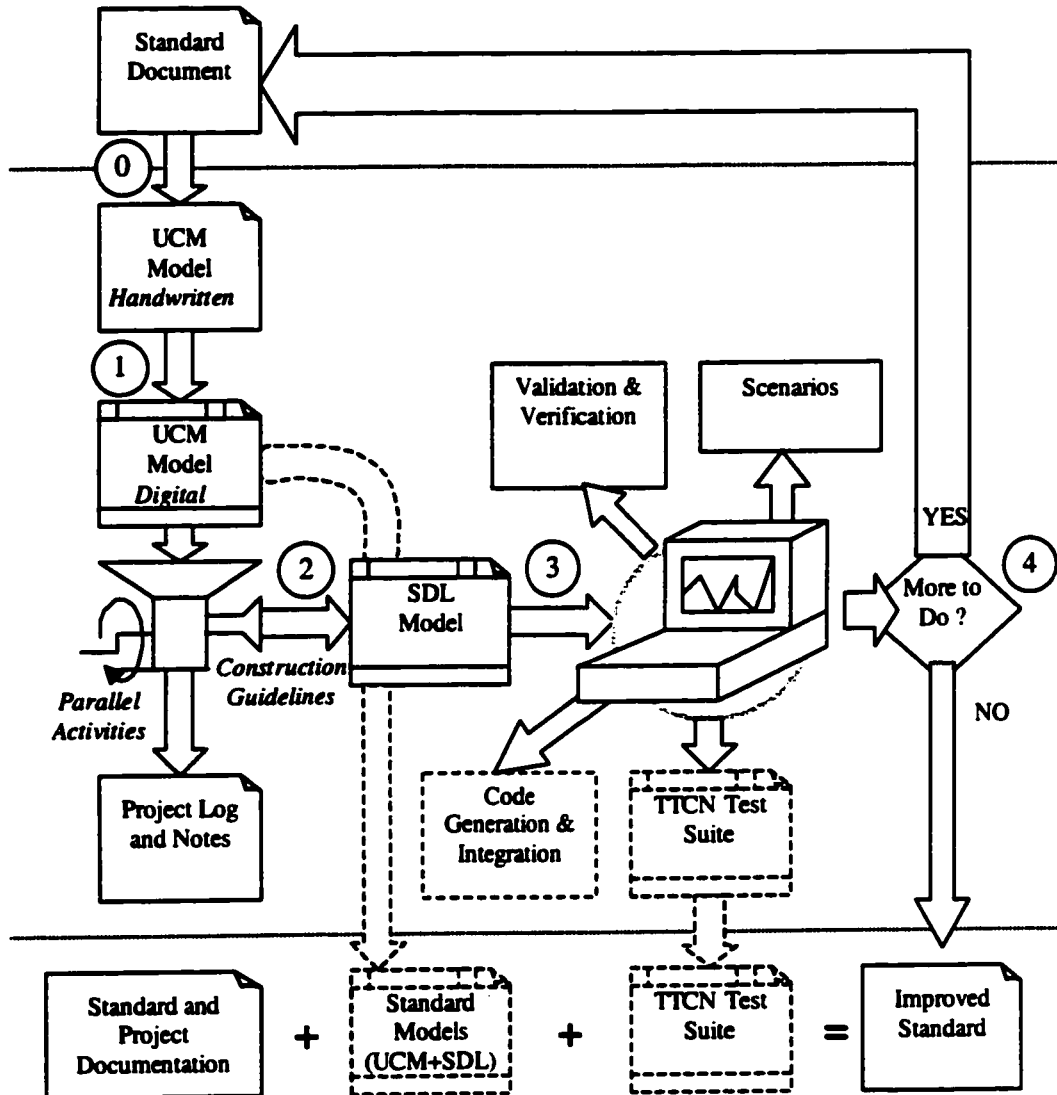 Standard
Document
0
UCM
Model
Handwritten
1
UCM
Model
Digital
Validation &
Verification
Scenarios
YES
2
SDL
Model
3
More to
Do ?
4
Construction
Guidelines
Parallel
Activities
NO
Project Log
and Notes
Code
Generation &
Integration
TTCN Test
Suite
Standard and
Project
Documentation
+
Standard
Models
(UCM+SDL)
+
TTCN Test
Suite
=
Improved
Standard